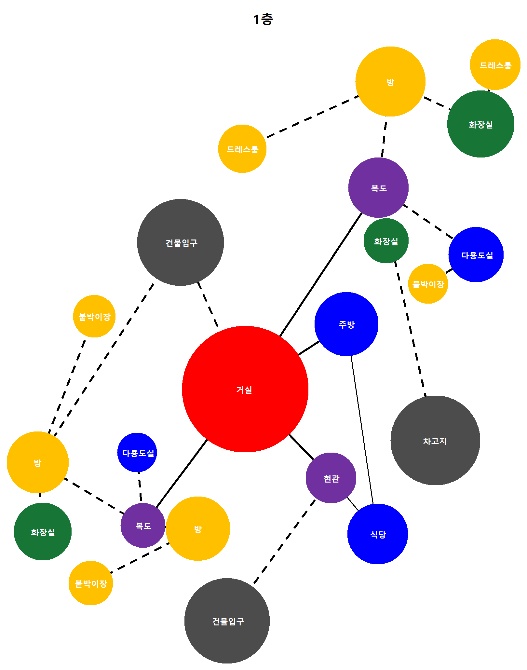 1층
드레스룸
방
화장실
드레스룸
복도
화장실
건물입구
다용도실
붙박이장
붙박이장
주방
거실
차고지
다용도실
방
현관
복도
방
화장실
식당
붙박이장
건물입구